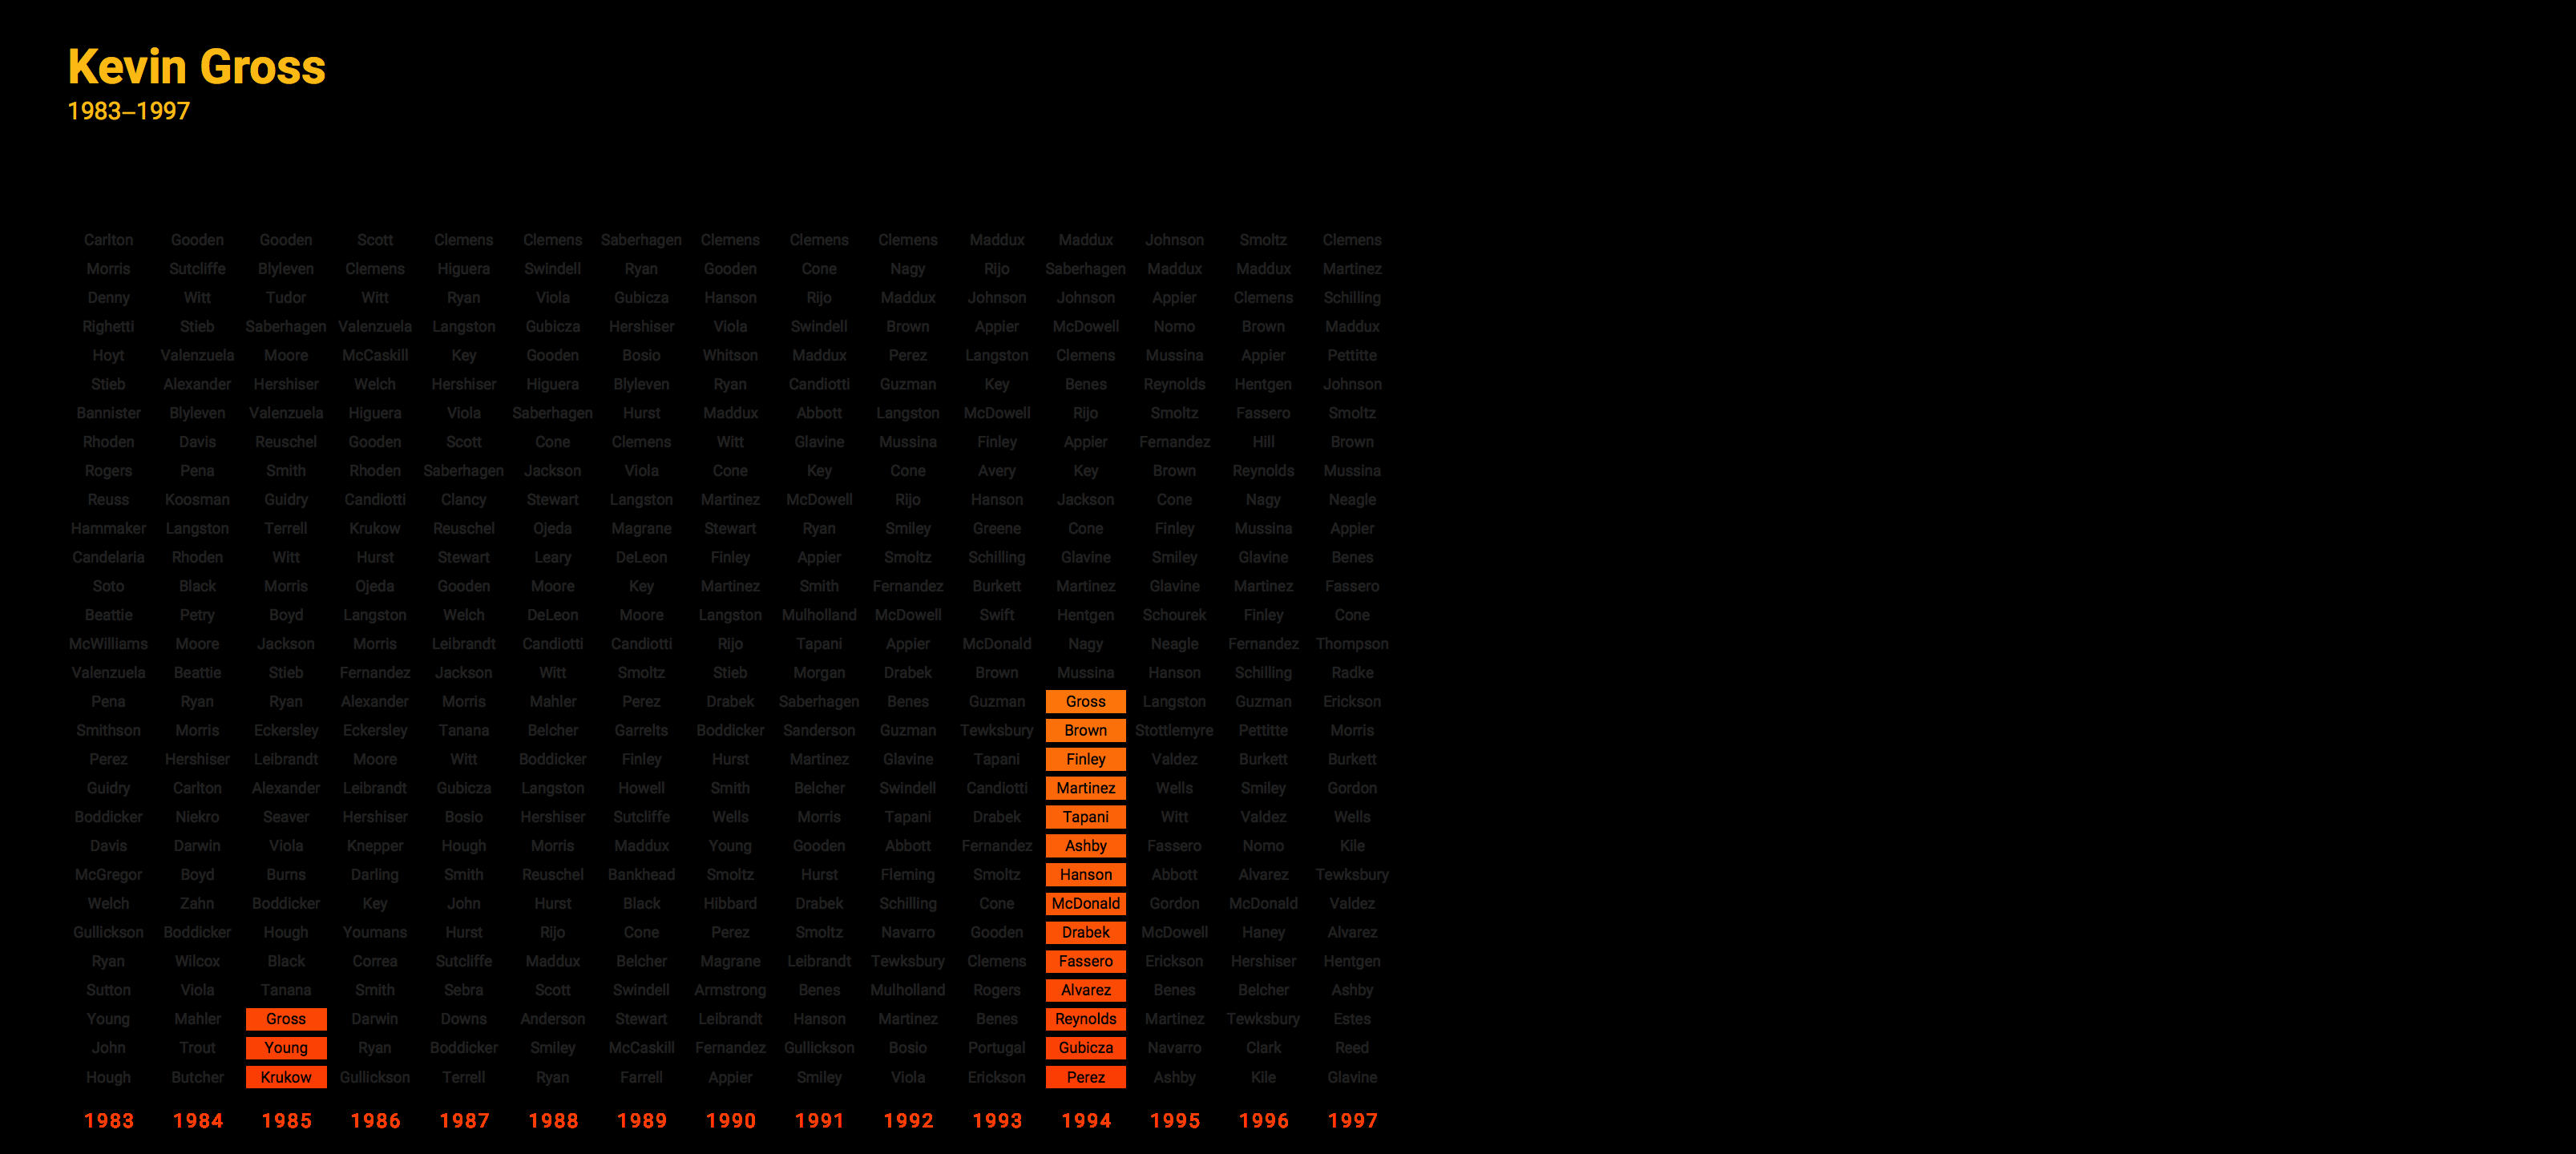 Kevin Gross
1983–1997
Carlton Gooden Gooden Scott Clemens Clemens Saberhagen Clemens Clemens Clemens Maddux Maddux Johnson Smoltz Clemens
Morris Sutcliffe Blyleven Clemens Higuera Swindell Ryan Gooden Cone Nagy Rijo Saberhagen Maddux Maddux Martinez
Denny Witt Tudor Witt Ryan Viola Gubicza Hanson Rijo Maddux Johnson Johnson Appier Clemens Schilling
Righetti Stieb Saberhagen Valenzuela Langston Gubicza Hershiser Viola Swindell Brown Appier McDowell Nomo Brown Maddux
Hoyt Valenzuela Moore McCaskill Key Gooden Bosio Whitson Maddux Perez Langston Clemens Mussina Appier Pettitte
Stieb Alexander Hershiser Welch Hershiser Higuera Blyleven Ryan Candiotti Guzman Key Benes Reynolds Hentgen Johnson
Bannister Blyleven Valenzuela Higuera Viola Saberhagen Hurst Maddux Abbott Langston McDowell Rijo Smoltz Fassero Smoltz
Rhoden Davis Reuschel Gooden Scott Cone Clemens Witt Glavine Mussina Finley Appier Fernandez Hill Brown
Rogers Pena Smith Rhoden Saberhagen Jackson Viola Cone Key Cone Avery Key Brown Reynolds Mussina
Reuss Koosman Guidry Candiotti Clancy Stewart Langston Martinez McDowell Rijo Hanson Jackson Cone Nagy Neagle
Hammaker Langston Terrell Krukow Reuschel Ojeda Magrane Stewart Ryan Smiley Greene Cone Finley Mussina Appier
Candelaria Rhoden Witt Hurst Stewart Leary DeLeon Finley Appier Smoltz Schilling Glavine Smiley Glavine Benes
Soto Black Morris Ojeda Gooden Moore Key Martinez Smith Fernandez Burkett Martinez Glavine Martinez Fassero
Beattie Petry Boyd Langston Welch DeLeon Moore Langston Mulholland McDowell Swift Hentgen Schourek Finley Cone
McWilliams Moore Jackson Morris Leibrandt Candiotti Candiotti Rijo Tapani Appier McDonald Nagy Neagle Fernandez Thompson
Valenzuela Beattie Stieb Fernandez Jackson Witt Smoltz Stieb Morgan Drabek Brown Mussina Hanson Schilling Radke
Pena Ryan Ryan Alexander Morris Mahler Perez Drabek Saberhagen Benes Guzman Gross Langston Guzman Erickson
Smithson Morris Eckersley Eckersley Tanana Belcher Garrelts Boddicker Sanderson Guzman Tewksbury Brown Stottlemyre Pettitte Morris
Perez Hershiser Leibrandt Moore Witt Boddicker Finley Hurst Martinez Glavine Tapani Finley Valdez Burkett Burkett
Guidry Carlton Alexander Leibrandt Gubicza Langston Howell Smith Belcher Swindell Candiotti Martinez Wells Smiley Gordon
Boddicker Niekro Seaver Hershiser Bosio Hershiser Sutcliffe Wells Morris Tapani Drabek Tapani Witt Valdez Wells
Davis Darwin Viola Knepper Hough Morris Maddux Young Gooden Abbott Fernandez Ashby Fassero Nomo Kile
McGregor Boyd Burns Darling Smith Reuschel Bankhead Smoltz Hurst Fleming Smoltz Hanson Abbott Alvarez Tewksbury
Welch Zahn Boddicker Key John Hurst Black Hibbard Drabek Schilling Cone McDonald Gordon McDonald Valdez
Gullickson Boddicker Hough Youmans Hurst Rijo Cone Perez Smoltz Navarro Gooden Drabek McDowell Haney Alvarez
Ryan Wilcox Black Correa Sutcliffe Maddux Belcher Magrane Leibrandt Tewksbury Clemens Fassero Erickson Hershiser Hentgen
Sutton Viola Tanana Smith Sebra Scott Swindell Armstrong Benes Mulholland Rogers Alvarez Benes Belcher Ashby
Young Mahler Gross Darwin Downs Anderson Stewart Leibrandt Hanson Martinez Benes Reynolds Martinez Tewksbury Estes
John Trout Young Ryan Boddicker Smiley McCaskill Fernandez Gullickson Bosio Portugal Gubicza Navarro Clark Reed
Hough Butcher Krukow Gullickson Terrell Ryan Farrell Appier Smiley Viola Erickson Perez Ashby Kile Glavine
1983 1984 1985 1986 1987 1988 1989 1990 1991 1992 1993 1994 1995 1996 1997